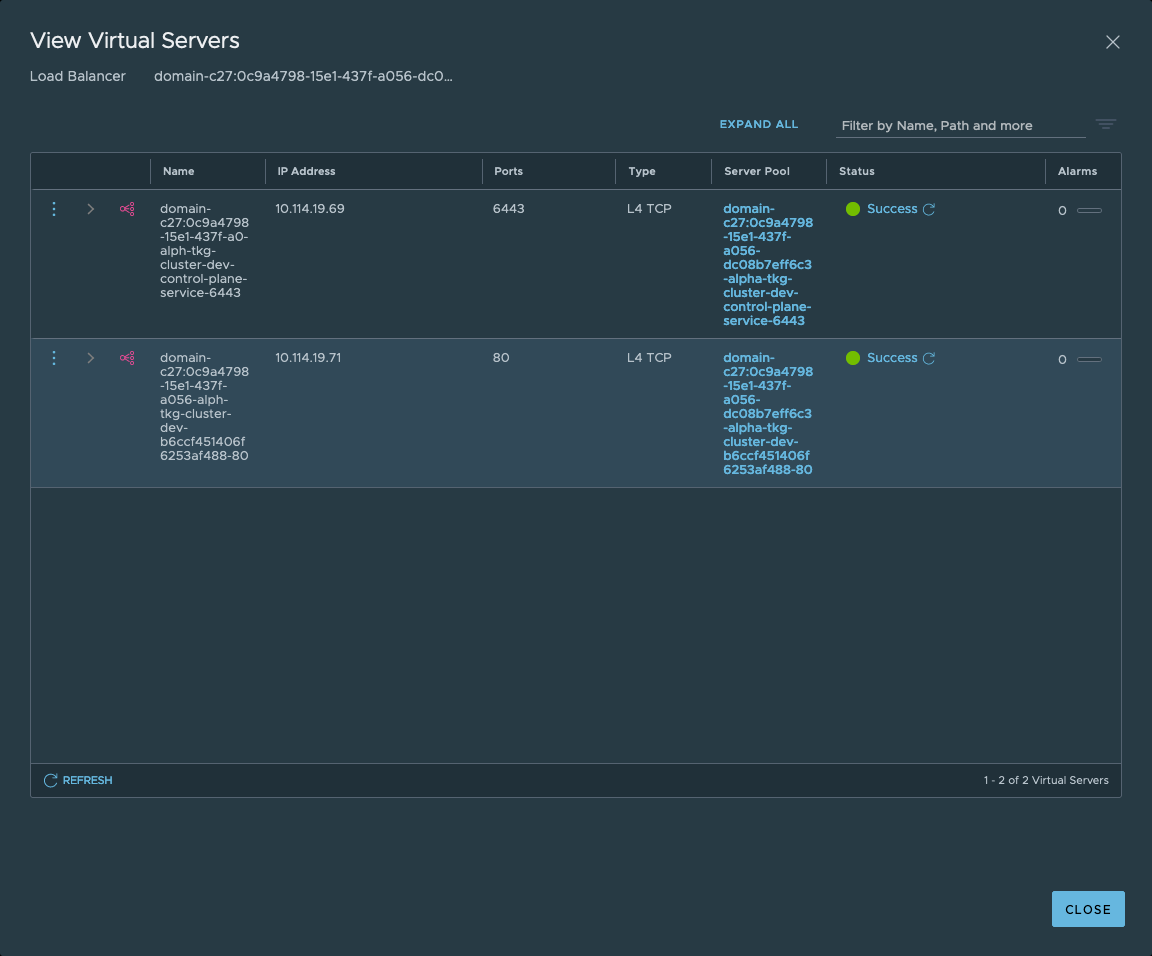 View Virtual Servers
Load Balancer domain-c27:0c9a4798-15e1-437f-a056-dc0...
EXPAND ALL Filter by Name, Path and more
Name IP Address Ports Type Server Pool Status Alarms
domain-
c27:0c9a4798
-15e1-437f-a0-
alph-tkg-
cluster-dev-
control-plane-
service-6443
10.114.19.69
6443
L4 TCP
domain-
c27:0c9a4798
-15e1-437f-
a056-
dc08b7eff6c3
-alpha-tkg-
cluster-dev-
control-plane-
service-6443
Success
0
domain-
c27:0c9a4798
-15e1-437f-
a056-alph-
tkg-cluster-
dev-
b6ccf451406f
6253af488-80
10.114.19.71
80
L4 TCP
domain-
c27:0c9a4798
-15e1-437f-
a056-
dc08b7eff6c3
-alpha-tkg-
cluster-dev-
b6ccf451406f
6253af488-80
Success
0
REFRESH 1 - 2 of 2 Virtual Servers
CLOSE